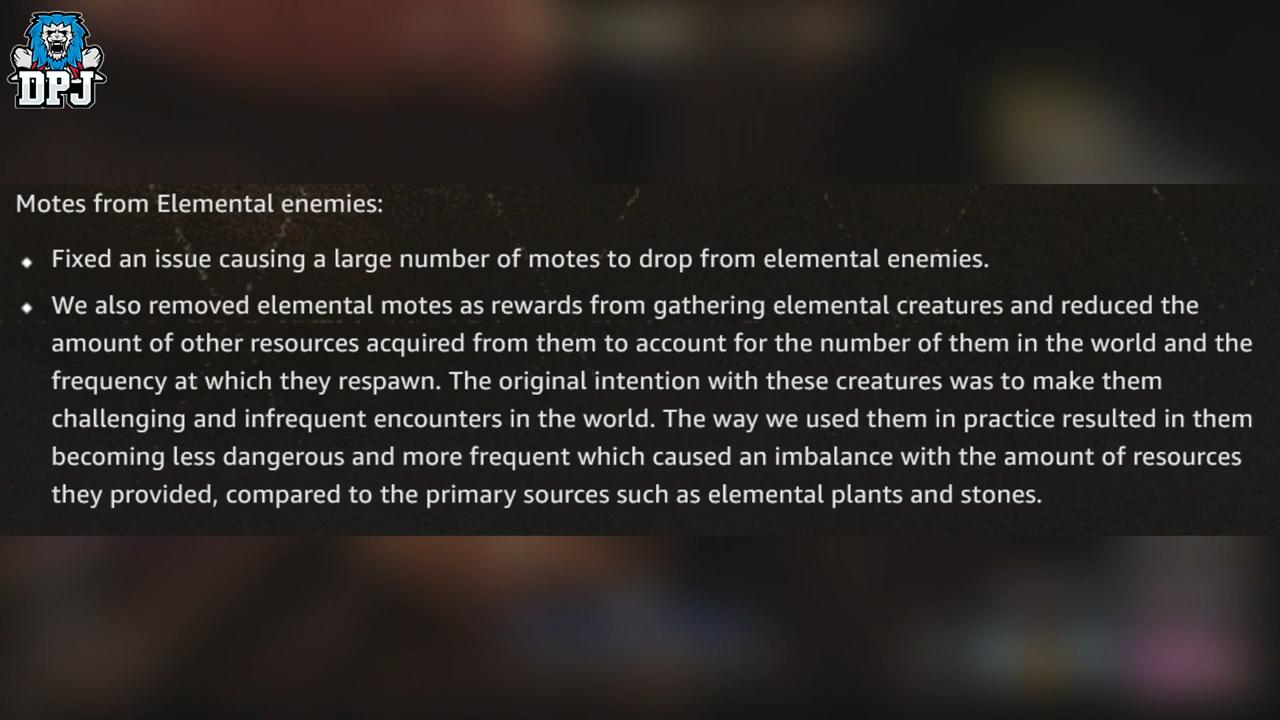 DPJ
Motes from Elemental enemies:
Fixed an issue causing a large number of motes to drop from elemental enemies.
We also removed elemental motes as rewards from gathering elemental creatures and reduced the
amount of other resources acquired from them to account for the number of them in the world and the
frequency at which they respawn. The original intention with these creatures was to make them
challenging and infrequent encounters in the world. The way we used them in practice resulted in them
becoming less dangerous and more frequent which caused an imbalance with the amount of resources
they provided, compared to the primary sources such as elemental plants and stones.